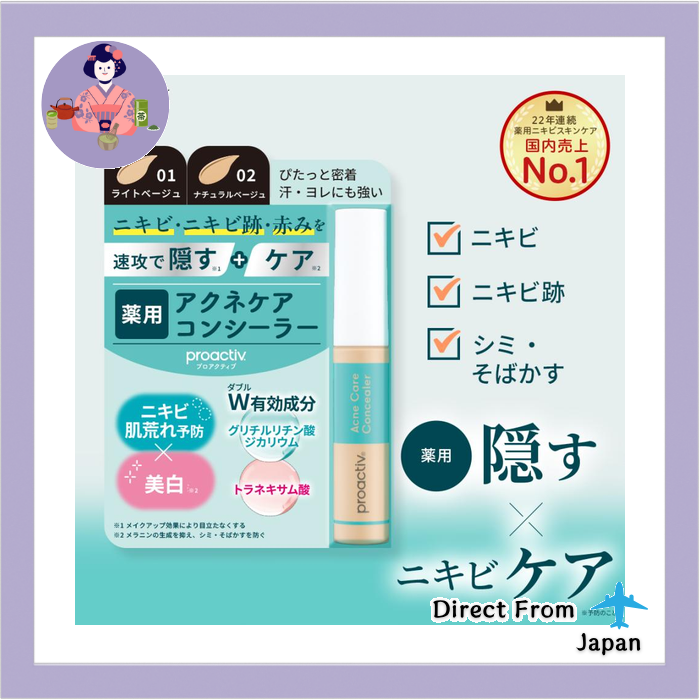 茶
01
ライトベージュ
02
ナチュラルベージュ
ぴたっと密着
汗・ヨレにも強い
ニキビ・ニキビ跡・赤みを
速攻で 隠す※1 + ケア※2
薬用
アクネケア
コンシーラー
proactiv®
プロアクティブ
ニキビ
肌荒れ予防
×
美白※2
ダブル
W有効成分
グリチルリチン酸
ジカリウム
トラネキサム酸
※1 メイクアップ効果により目立たなくする
※2 メラニンの生成を抑え、シミ・そばかすを防ぐ
proactiv®
Acne Care
Concealer
22年連続
薬用ニキビスキンケア
国内売上
No.1
ニキビ
ニキビ跡
シミ・
そばかす
薬用
隠す
×
ニキビケア
Direct From
Japan